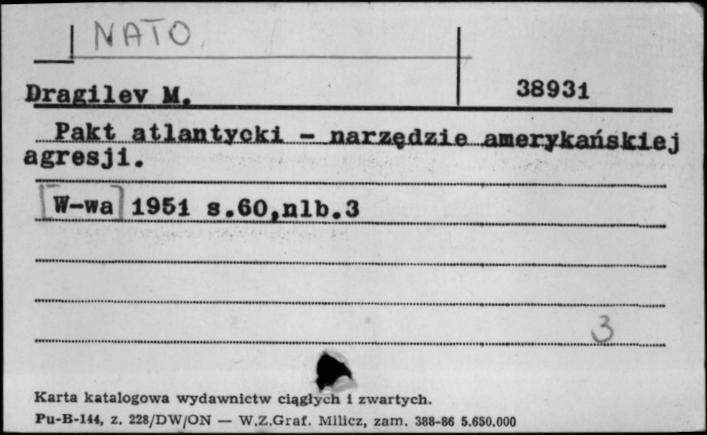 NATO.
Dragilev M. 38931
Pakt atlantycki - narzędzie amerykańskiej
agresji.
[W-wa] 1951 s.60,nlb.3
3
Karta katalogowa wydawnictw ciągłych i zwartych.
Pu-B-144, z. 228/DW/ON — W.Z.Graf. Milicz, zam. 388-86 5.650.000